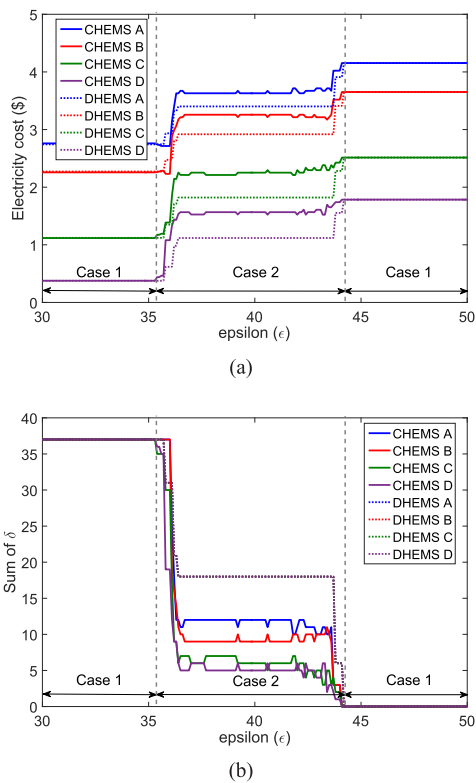 CHEMS A
CHEMS B
CHEMS C
CHEMS D
DHEMS A
DHEMS B
DHEMS C
DHEMS D
Electricity cost ($)
5
4
3
2
1
0
Case 1
Case 2
Case 1
30 35 40 45 50
epsilon (ϵ)
(a)
CHEMS A
CHEMS B
CHEMS C
CHEMS D
DHEMS A
DHEMS B
DHEMS C
DHEMS D
Sum of δ
40
35
30
25
20
15
10
5
0
Case 1
Case 2
Case 1
30 35 40 45 50
epsilon (ϵ)
(b)